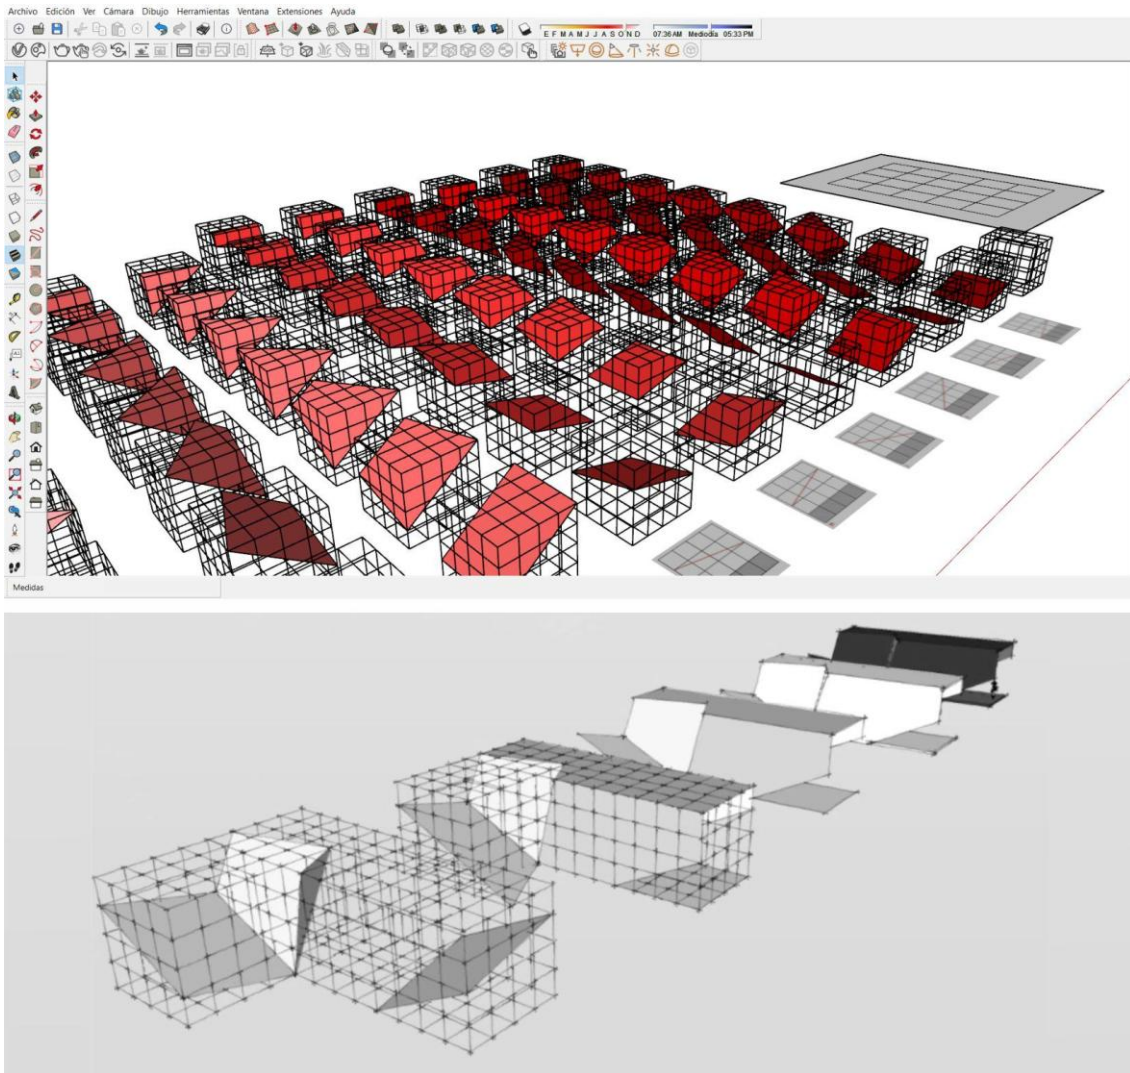 Archivo Edición Ver Cámara Dibujo Herramientas Ventana Extensiones Ayuda
E F M A M J J A S O N D 07:36 AM Mediodía 05:33 PM
Medidas